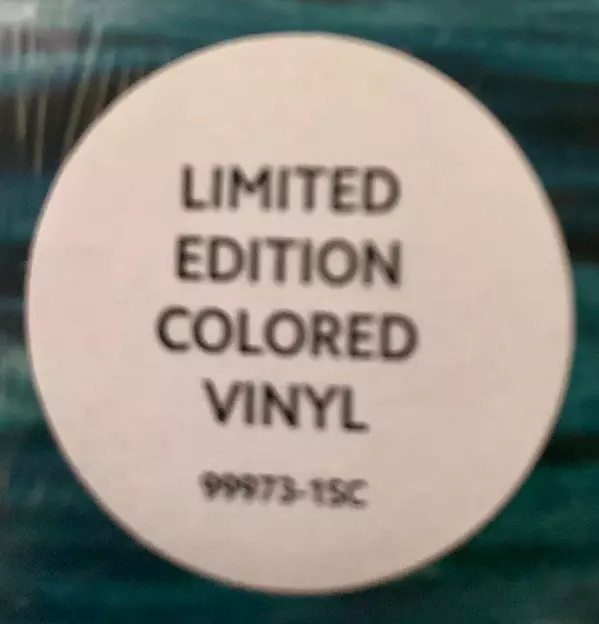 LIMITED
EDITION
COLORED
VINYL
99973-1SC